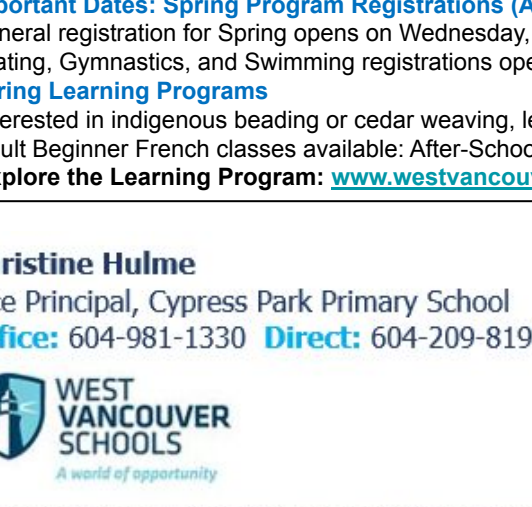 portant Dates: Spring Program Registrations (A
neral registration for Spring opens on Wednesday,
ating, Gymnastics, and Swimming registrations ope
ring Learning Programs
erested in indigenous beading or cedar weaving, le
ult Beginner French classes available: After-Schoo
xplore the Learning Program: www.westvancouv
ristine Hulme
ce Principal, Cypress Park Primary School
fice: 604-981-1330 Direct: 604-209-819
WEST
VANCOUVER
SCHOOLS
A world of opportunity